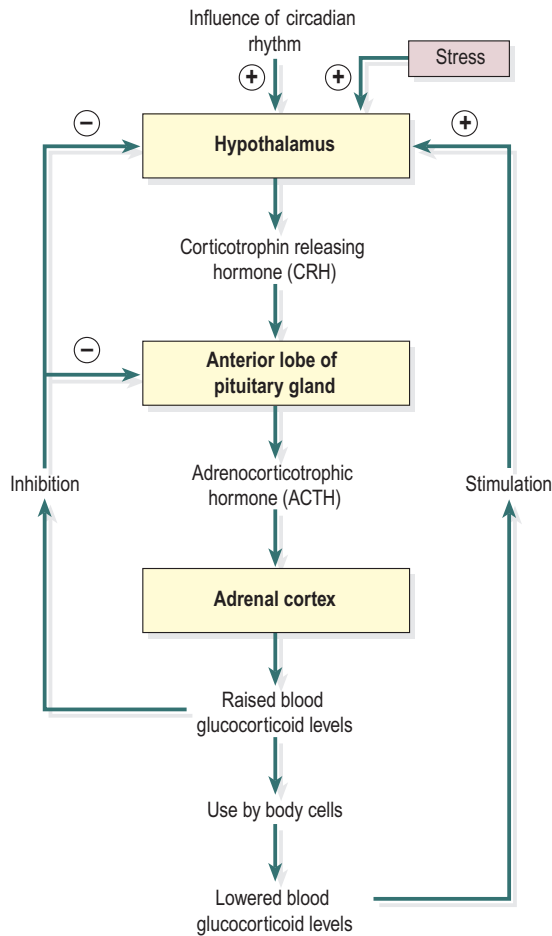 Influence of circadian
rhythm
Stress
+
+
−
+
Hypothalamus
Corticotrophin releasing
hormone (CRH)
−
Anterior lobe of
pituitary gland
Inhibition
Adrenocorticotrophic
hormone (ACTH)
Stimulation
Adrenal cortex
Raised blood
glucocorticoid levels
Use by body cells
Lowered blood
glucocorticoid levels